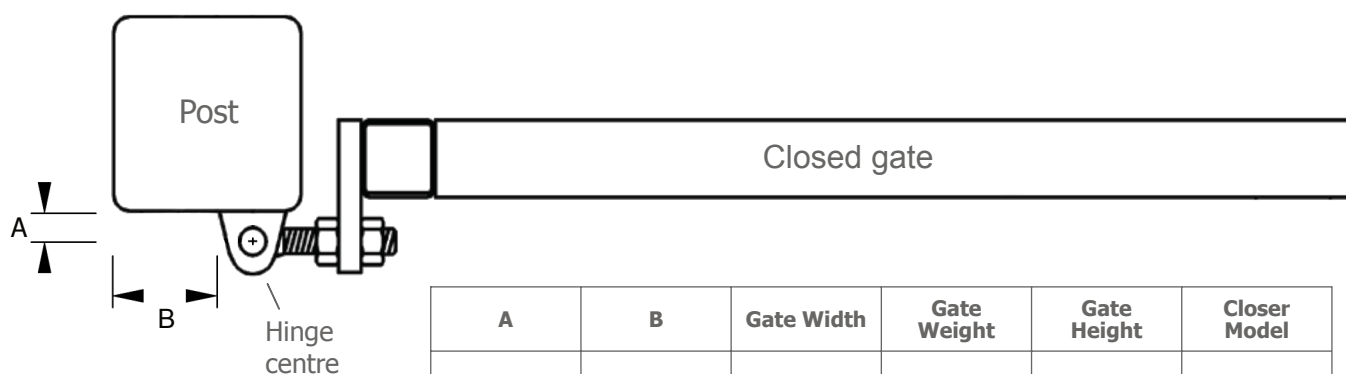 Post
Closed gate
A
B
Hinge
centre
A B Gate Width Gate Weight Gate Height Closer Model